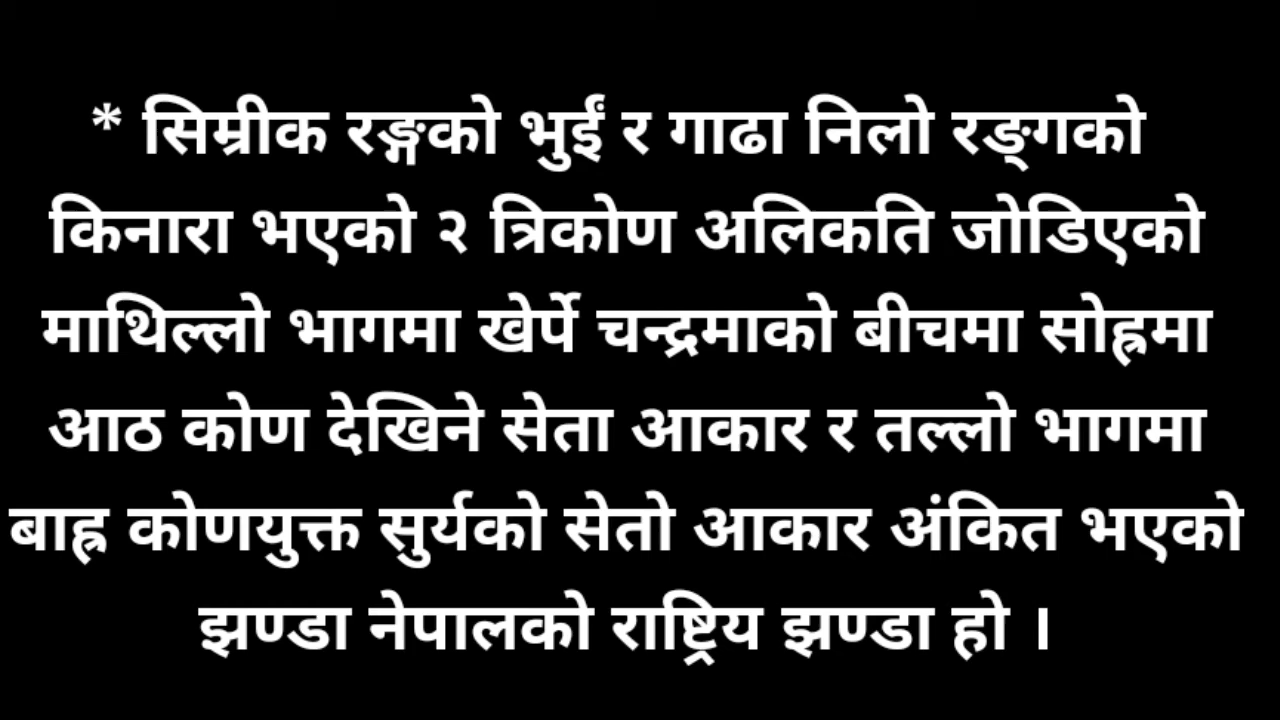 * सिम्रीक रङ्गको भुईं र गाढा निलो रङ्‌गको
किनारा भएको २ त्रिकोण अलिकति जोडिएको
माथिल्लो भागमा खेर्पे चन्द्रमाको बीचमा सोह्रमा
आठ कोण देखिने सेता आकार र तल्लो भागमा
बाह्र कोणयुक्त सुर्यको सेतो आकार अंकित भएको
झण्डा नेपालको राष्ट्रिय झण्डा हो ।